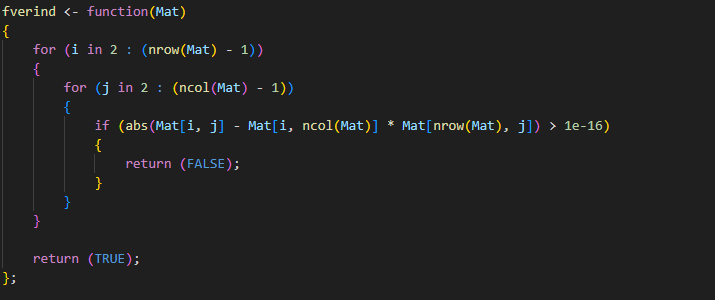 fverind <- function(Mat)
{
    for (i in 2 : (nrow(Mat) - 1))
    {
        for (j in 2 : (ncol(Mat) - 1))
        {
            if (abs(Mat[i, j] - Mat[i, ncol(Mat)] * Mat[nrow(Mat), j]) > 1e-16)
            {
                return (FALSE);
            }
        }
    }

    return (TRUE);
};